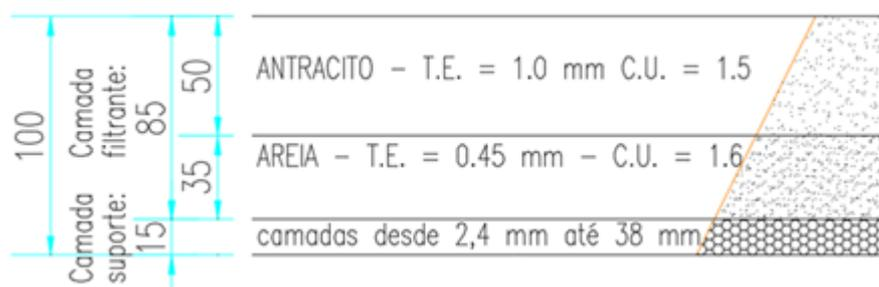 100
Camada
filtrante:
85
50
ANTRACITO – T.E. = 1.0 mm C.U. = 1.5
35
AREIA – T.E. = 0.45 mm – C.U. = 1.6
Camada
suporte:
15
camadas desde 2,4 mm até 38 mm